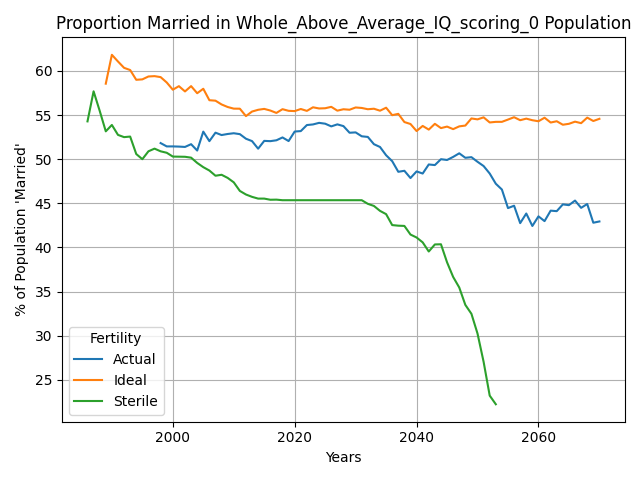 Proportion Married in Whole_Above_Average_IQ_scoring_0 Population
% of Population 'Married'
60
55
50
45
40
35
30
25
Fertility
Actual
Ideal
Sterile
2000 2020 2040 2060
Years